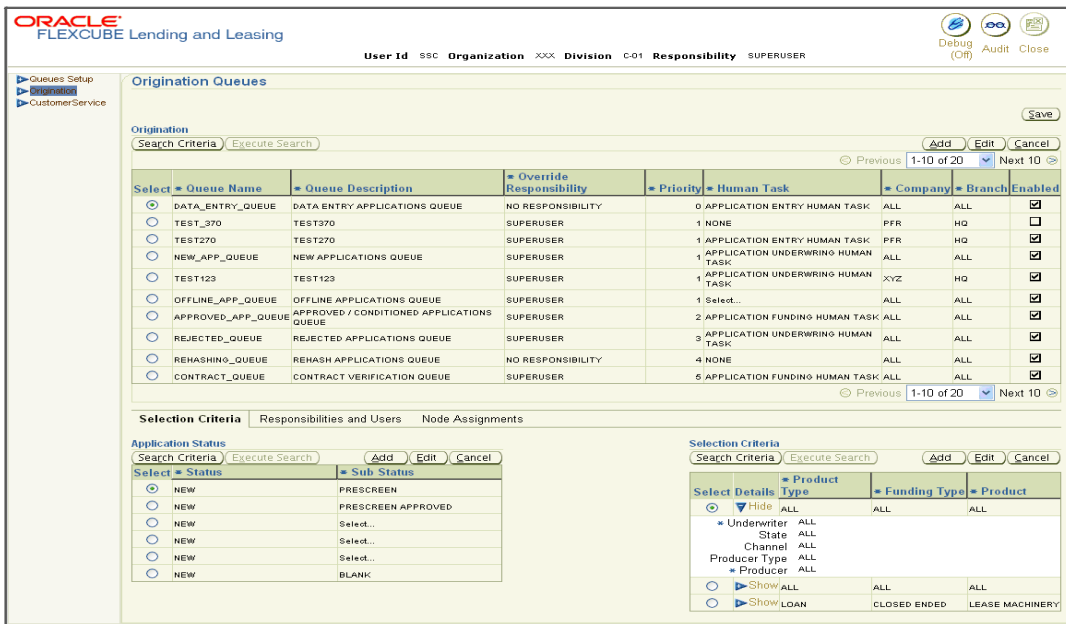 ORACLE
FLEXCUBE Lending and Leasing
Debug (Off) Audit Close
User Id SSC Organization XXX Division C-01 Responsibility SUPERUSER
Queues Setup
Origination
CustomerService
Origination Queues
Save
Origination
Search Criteria Execute Search Add Edit Cancel
Previous 1-10 of 20 Next 10
Select * Queue Name * Queue Description * Override Responsibility * Priority * Human Task * Company * Branch Enabled
DATA_ENTRY_QUEUE DATA ENTRY APPLICATIONS QUEUE NO RESPONSIBILITY 0 APPLICATION ENTRY HUMAN TASK ALL ALL
TEST_370 TEST370 SUPERUSER 1 NONE PFR HQ
TEST270 TEST270 SUPERUSER 1 APPLICATION ENTRY HUMAN TASK PFR HQ
NEW_APP_QUEUE NEW APPLICATIONS QUEUE SUPERUSER 1 APPLICATION UNDERWRING HUMAN TASK ALL ALL
TEST123 TEST123 SUPERUSER 1 APPLICATION UNDERWRING HUMAN TASK XYZ HQ
OFFLINE_APP_QUEUE OFFLINE APPLICATIONS QUEUE SUPERUSER 1 Select... ALL ALL
APPROVED_APP_QUEUE APPROVED / CONDITIONED APPLICATIONS QUEUE SUPERUSER 2 APPLICATION FUNDING HUMAN TASK ALL ALL
REJECTED_QUEUE REJECTED APPLICATIONS QUEUE SUPERUSER 3 APPLICATION UNDERWRING HUMAN TASK ALL ALL
REHASHING_QUEUE REHASH APPLICATIONS QUEUE NO RESPONSIBILITY 4 NONE ALL ALL
CONTRACT_QUEUE CONTRACT VERIFICATION QUEUE SUPERUSER 5 APPLICATION FUNDING HUMAN TASK ALL ALL
Previous 1-10 of 20 Next 10
Selection Criteria Responsibilities and Users Node Assignments
Application Status
Search Criteria Execute Search Add Edit Cancel
Select * Status * Sub Status
NEW PRESCREEN
NEW PRESCREEN APPROVED
NEW Select...
NEW Select...
NEW Select...
NEW BLANK
Selection Criteria
Search Criteria Execute Search Add Edit Cancel
Select Details * Product Type * Funding Type * Product
Hide ALL ALL ALL
* Underwriter ALL
State ALL
Channel ALL
Producer Type ALL
* Producer ALL
Show ALL ALL ALL
Show LOAN CLOSED ENDED LEASE MACHINERY